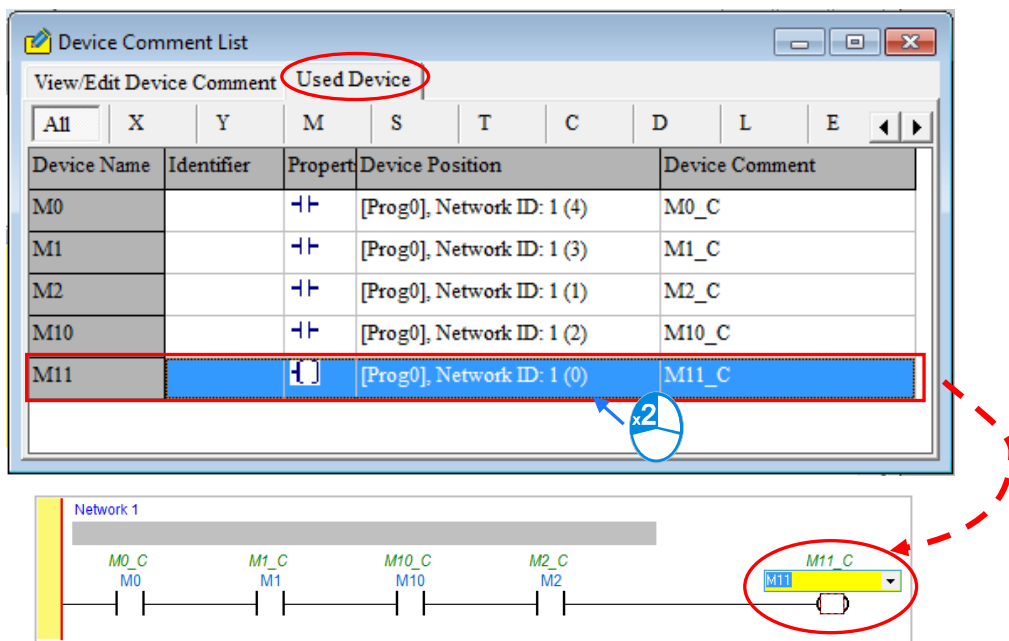 Device Comment List
View/Edit Device Comment Used Device
All X Y M S T C D L E
Device Name Identifier Propert Device Position Device Comment
M0 [Prog0], Network ID: 1 (4) M0_C
M1 [Prog0], Network ID: 1 (3) M1_C
M2 [Prog0], Network ID: 1 (1) M2_C
M10 [Prog0], Network ID: 1 (2) M10_C
M11 [Prog0], Network ID: 1 (0) M11_C
x2
Network 1
M0_C M1_C M10_C M2_C M11_C
M0 M1 M10 M2 M11